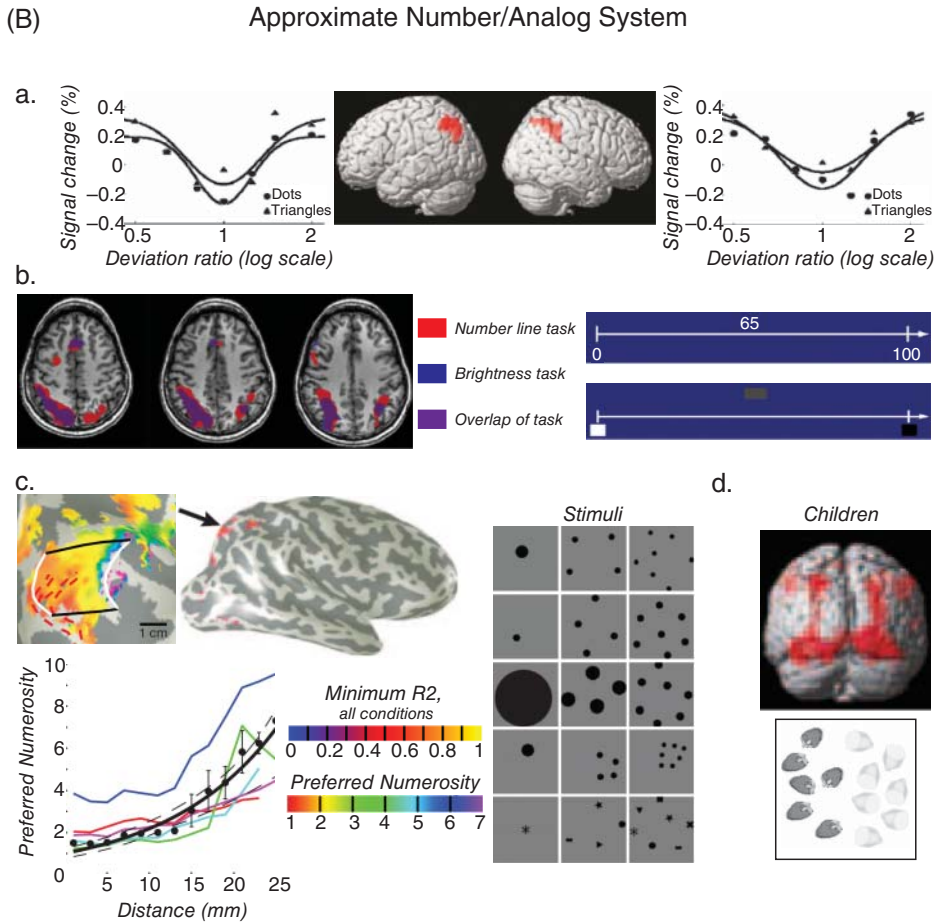 (B)
Approximate Number/Analog System
a.
Signal change (%)
0.4
0.2
0
−0.2
−0.4
Dots
Triangles
0.5 1 2
Deviation ratio (log scale)
Signal change (%)
0.4
0.2
0
−0.2
−0.4
Dots
Triangles
0.5 1 2
Deviation ratio (log scale)
b.
Number line task
Brightness task
Overlap of task
65
0 100
c.
1 cm
Preferred Numerosity
10
8
6
4
2
0
5 10 15 20 25
Distance (mm)
Minimum R2,
all conditions
0 0.2 0.4 0.6 0.8 1
Preferred Numerosity
1 2 3 4 5 6 7
Stimuli
d.
Children